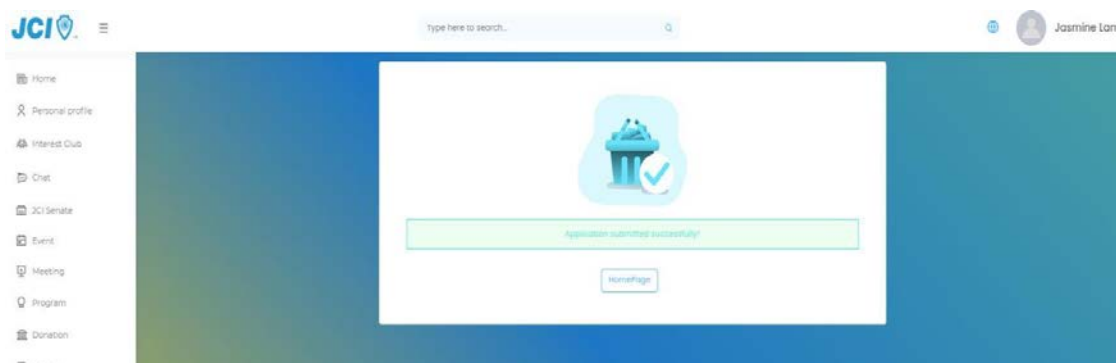 JCI
Type here to search...
Jasmine Lan
Home
Personal profile
Interest Club
Chat
JCI Senate
Event
Meeting
Program
Donation
Application submitted successfully!
HomePage